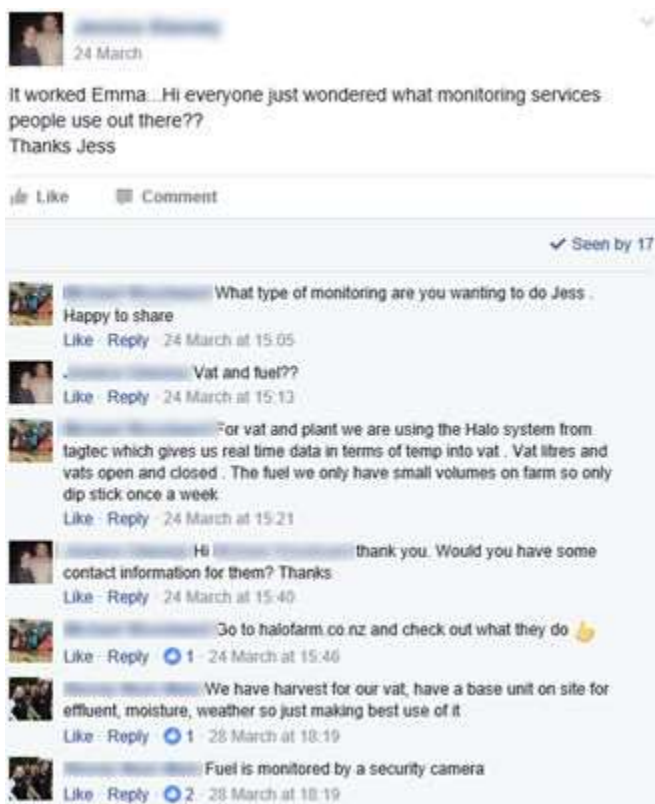 24 March
It worked Emma...Hi everyone just wondered what monitoring services
people use out there??
Thanks Jess
Like Comment
Seen by 17
What type of monitoring are you wanting to do Jess .
Happy to share
Like · Reply · 24 March at 15:05
Vat and fuel??
Like · Reply · 24 March at 15:13
For vat and plant we are using the Halo system from
tagtec which gives us real time data in terms of temp into vat . Vat litres and
vats open and closed . The fuel we only have small volumes on farm so only
dip stick once a week
Like · Reply · 24 March at 15:21
Hi thank you. Would you have some
contact information for them? Thanks
Like · Reply · 24 March at 15:40
Go to halofarm.co.nz and check out what they do 👍
Like · Reply · 1 · 24 March at 15:46
We have harvest for our vat, have a base unit on site for
effluent, moisture, weather so just making best use of it
Like · Reply · 1 · 28 March at 18:19
Fuel is monitored by a security camera
Like · Reply · 2 · 28 March at 18:19